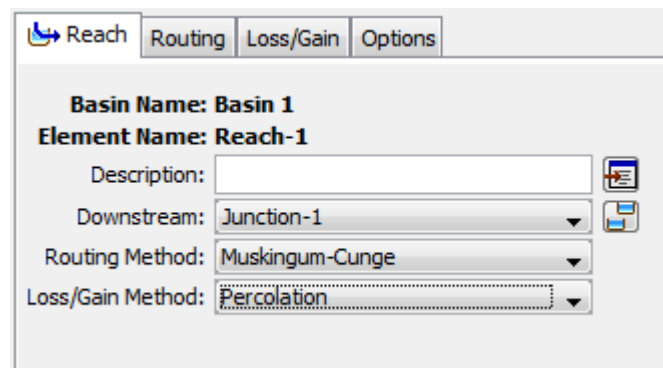 Reach Routing Loss/Gain Options
Basin Name: Basin 1
Element Name: Reach-1
Description:
Downstream: Junction-1
Routing Method: Muskingum-Cunge
Loss/Gain Method: Percolation